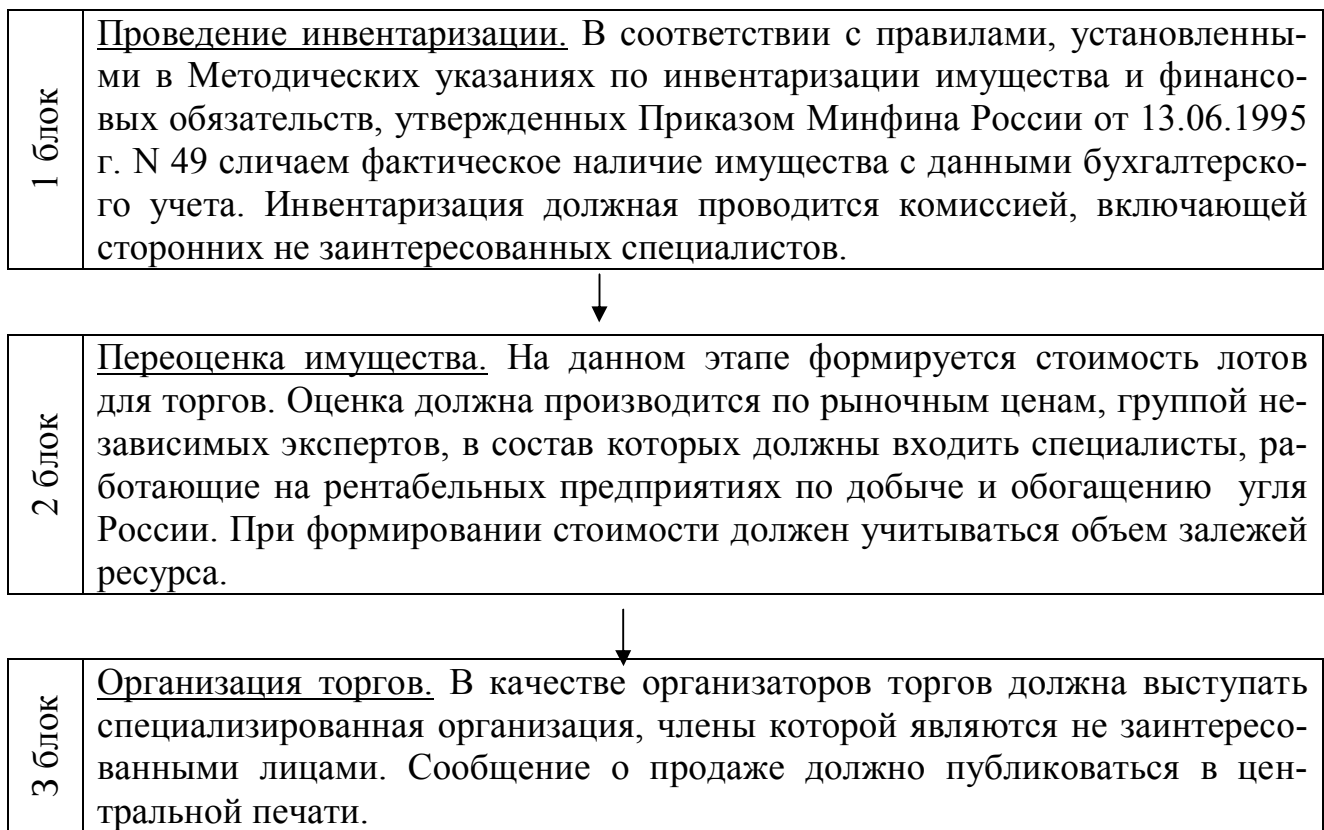 1 блок
Проведение инвентаризации. В соответствии с правилами, установленны-
ми в Методических указаниях по инвентаризации имущества и финансо-
вых обязательств, утвержденных Приказом Минфина России от 13.06.1995
г. N 49 сличаем фактическое наличие имущества с данными бухгалтерско-
го учета. Инвентаризация должная проводится комиссией, включающей
сторонних не заинтересованных специалистов.
2 блок
Переоценка имущества. На данном этапе формируется стоимость лотов
для торгов. Оценка должна производится по рыночным ценам, группой не-
зависимых экспертов, в состав которых должны входить специалисты, ра-
ботающие на рентабельных предприятиях по добыче и обогащению угля
России. При формировании стоимости должен учитываться объем залежей
ресурса.
3 блок
Организация торгов. В качестве организаторов торгов должна выступать
специализированная организация, члены которой являются не заинтересо-
ванными лицами. Сообщение о продаже должно публиковаться в цен-
тральной печати.